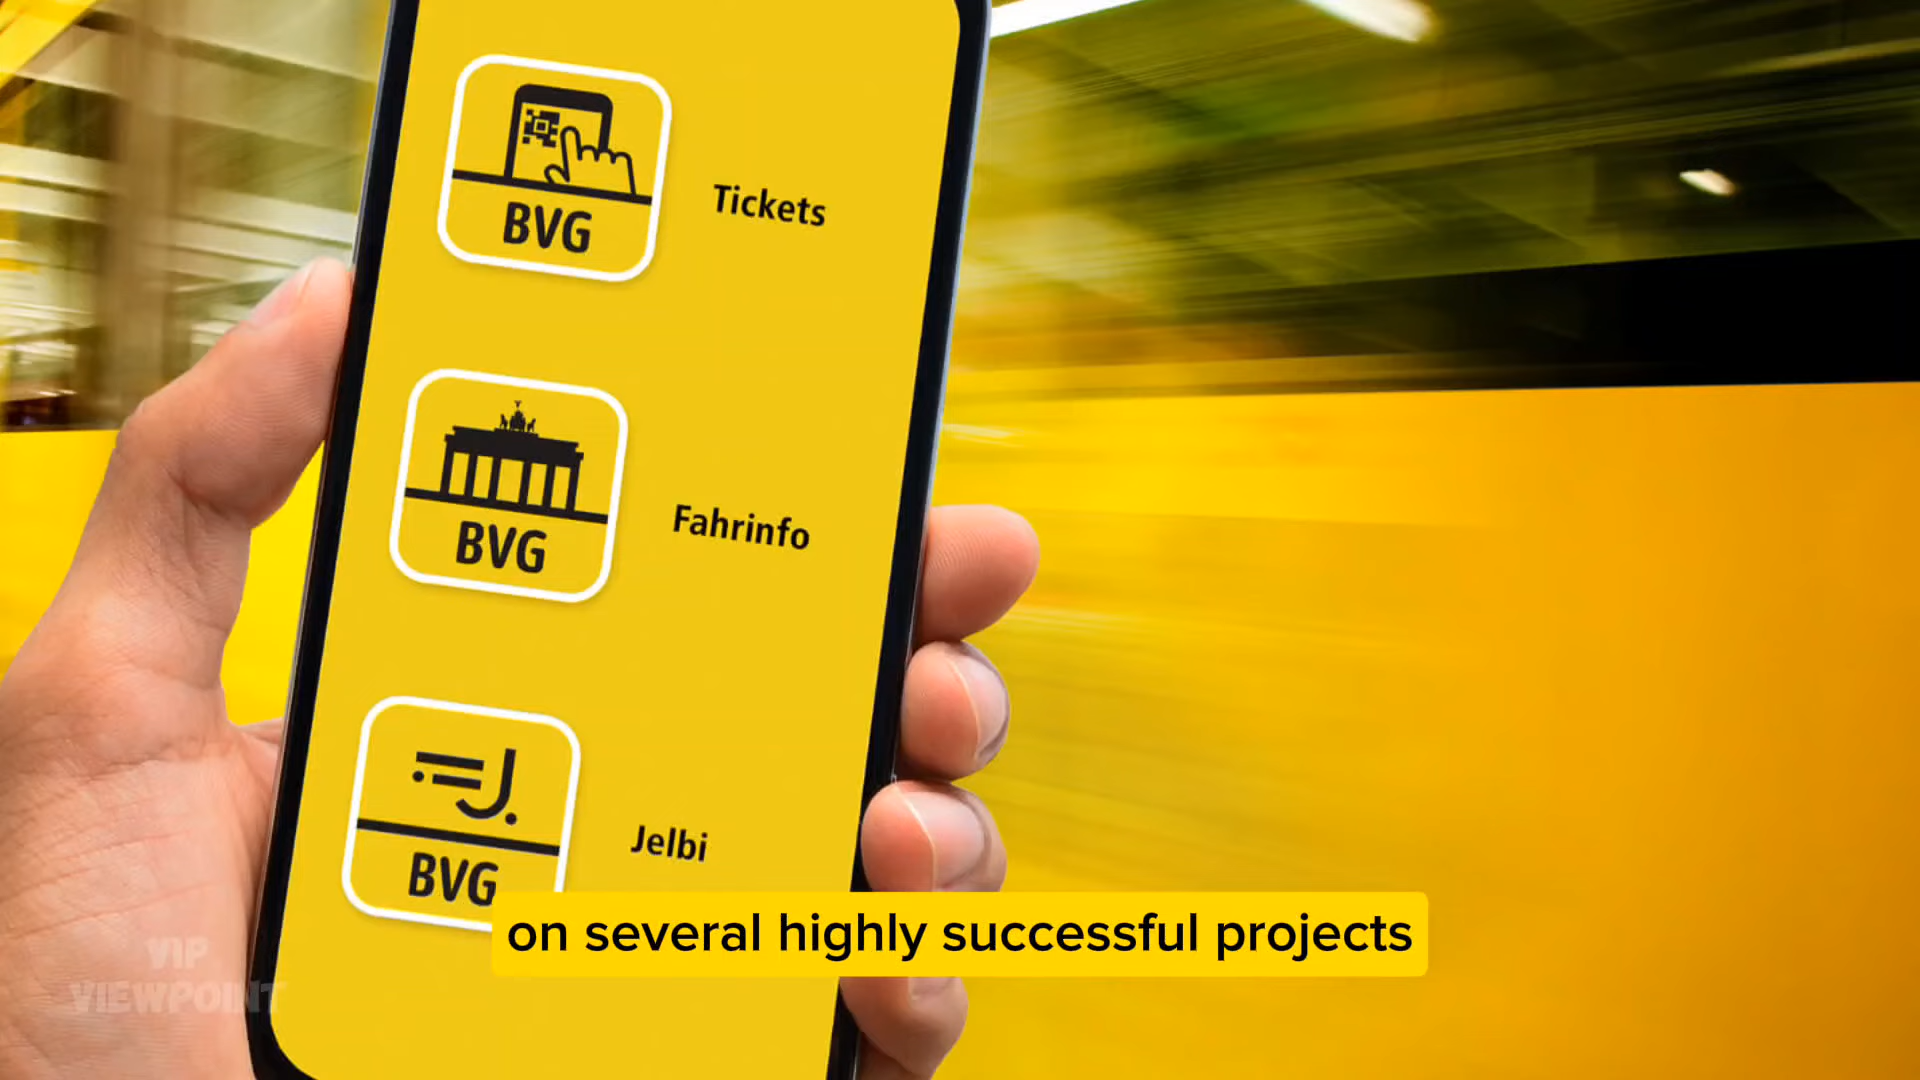 BVG
Tickets
BVG
Fahrinfo
BVG
Jelbi
on several highly successful projects
VIP
VIEWPOINT